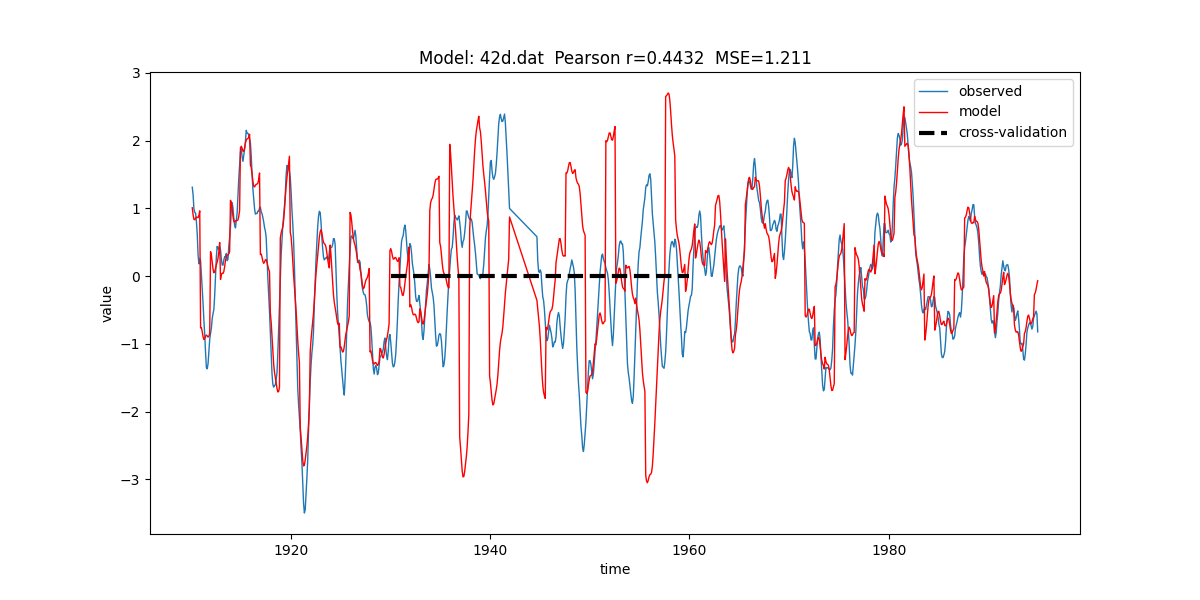 Model: 42d.dat  Pearson r=0.4432  MSE=1.211
observed
model
cross-validation
value
3
2
1
0
−1
−2
−3
1920
1940
1960
1980
time